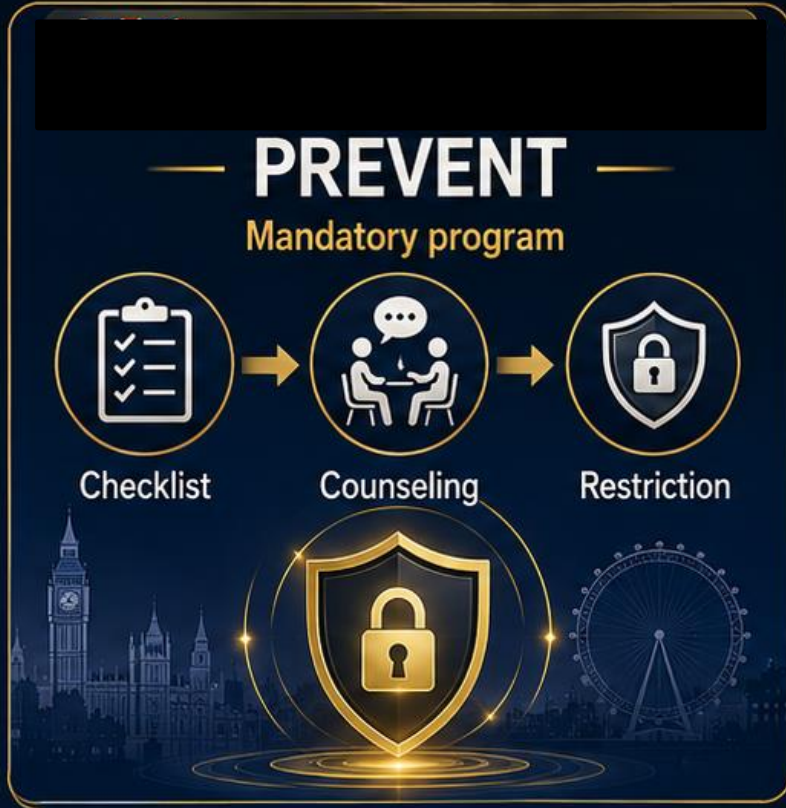 PREVENT
Mandatory program
Checklist
Counseling
Restriction